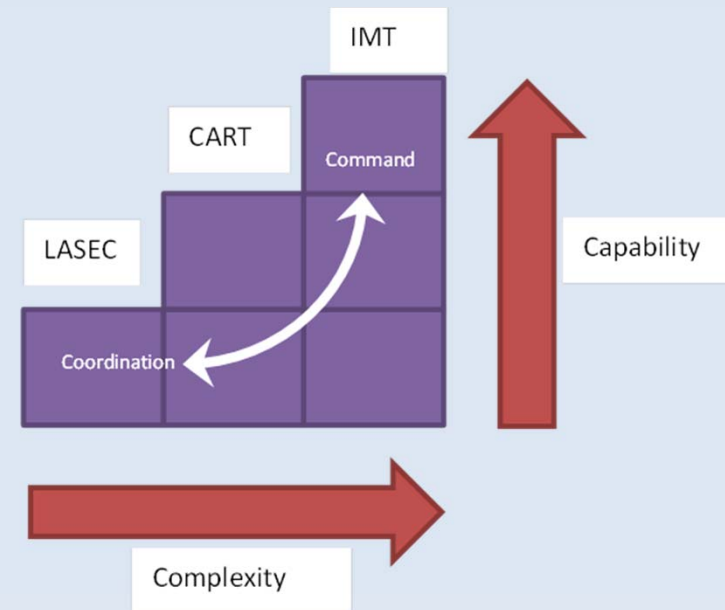 IMT
CART
Command
LASEC
Capability
Coordination
Complexity